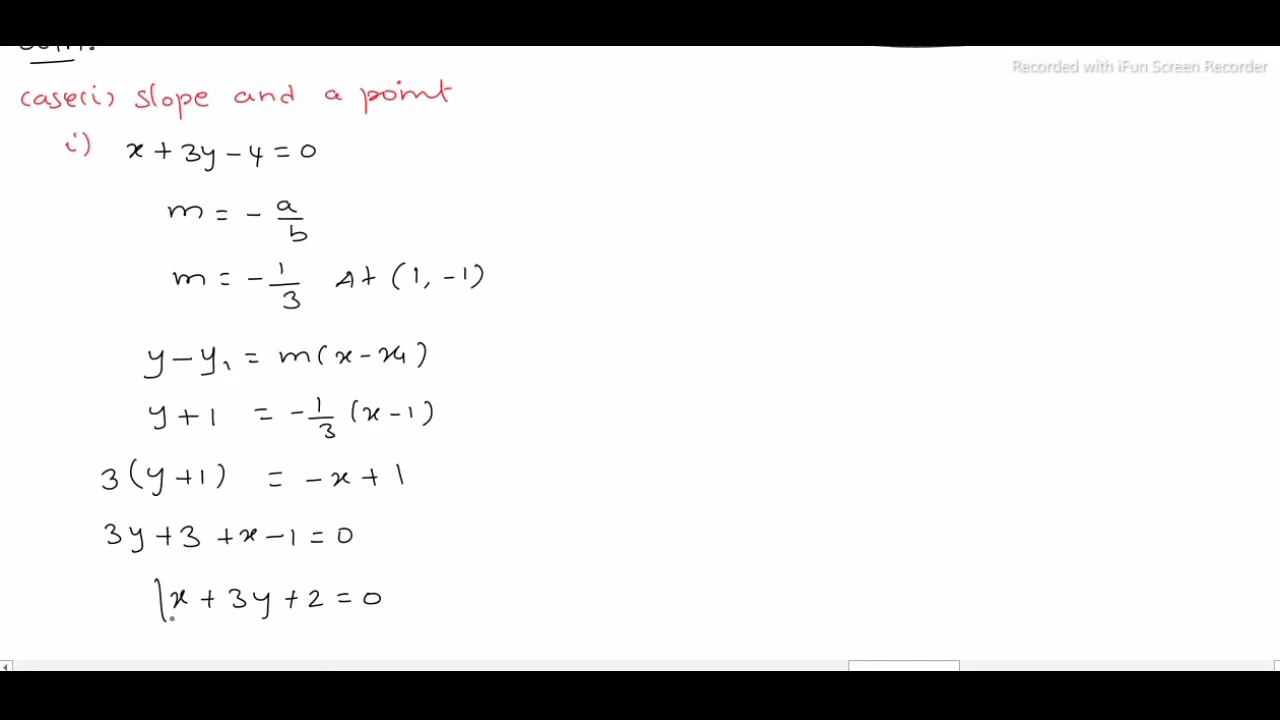 Soln:
Recorded with iFun Screen Recorder
case(i) slope and a point
i) x + 3y - 4 = 0
m = - a/b
m = - 1/3 At (1, -1)
y - y₁ = m(x - x₁)
y + 1 = - 1/3 (x - 1)
3(y + 1) = - x + 1
3y + 3 + x - 1 = 0
x + 3y + 2 = 0